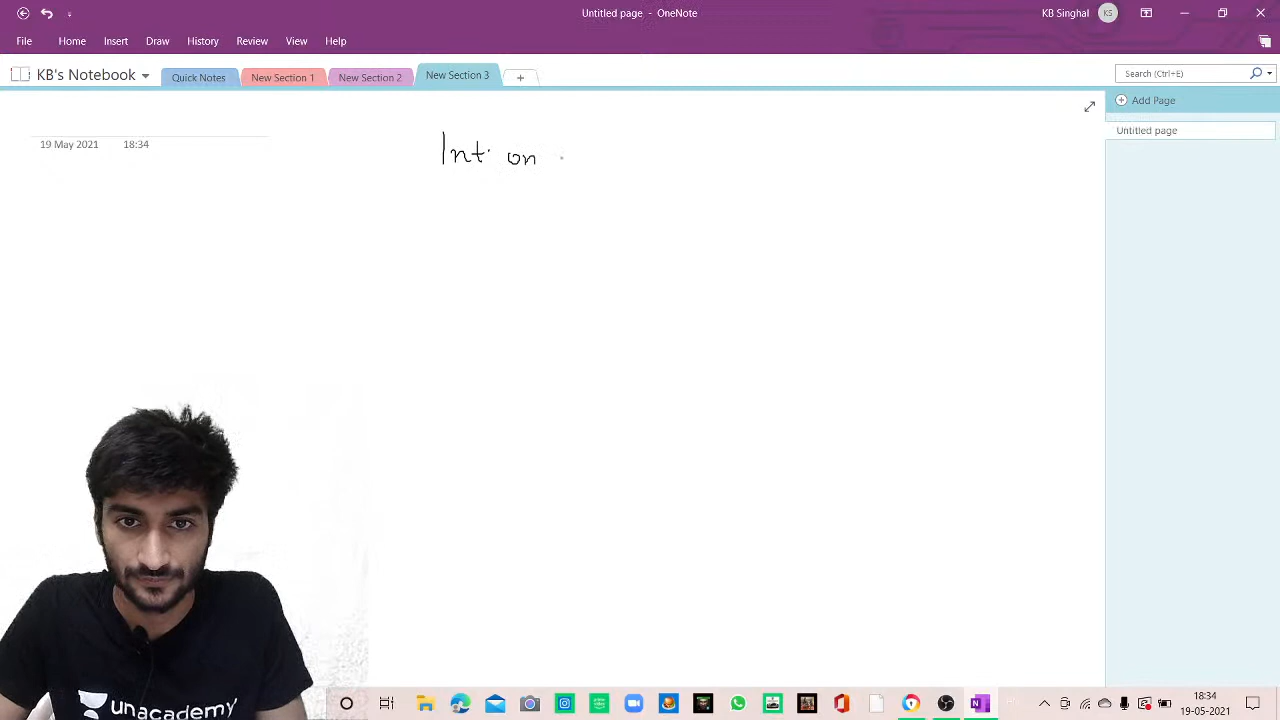 Untitled page - OneNote
KB Singhal KS
File Home Insert Draw History Review View Help
KB's Notebook Quick Notes New Section 1 New Section 2 New Section 3 +
Search (Ctrl+E)
Add Page
Untitled page
19 May 2021 18:34
Int. on
unacademy
18:34
19-05-2021